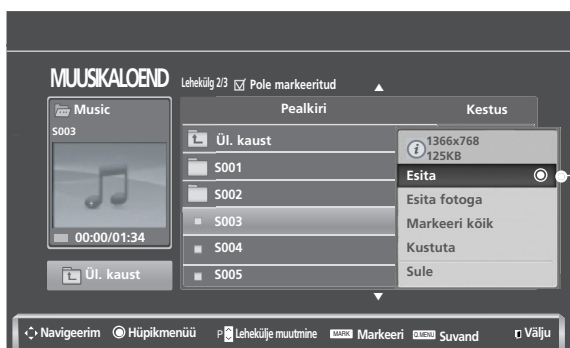 MUUSIKALOEND Lehekülg 2/3 Pole markeeritud
Music
S003
00:00/01:34
Ül. kaust
Pealkiri Kestus
Ül. kaust
S001
S002
S003
S004
S005
1366x768
125KB
Esita
Esita fotoga
Markeeri kõik
Kustuta
Sule
Navigeerim Hüpikmenüü P Lehekülje muutmine MARK Markeeri Q.MENU Suvand Välju